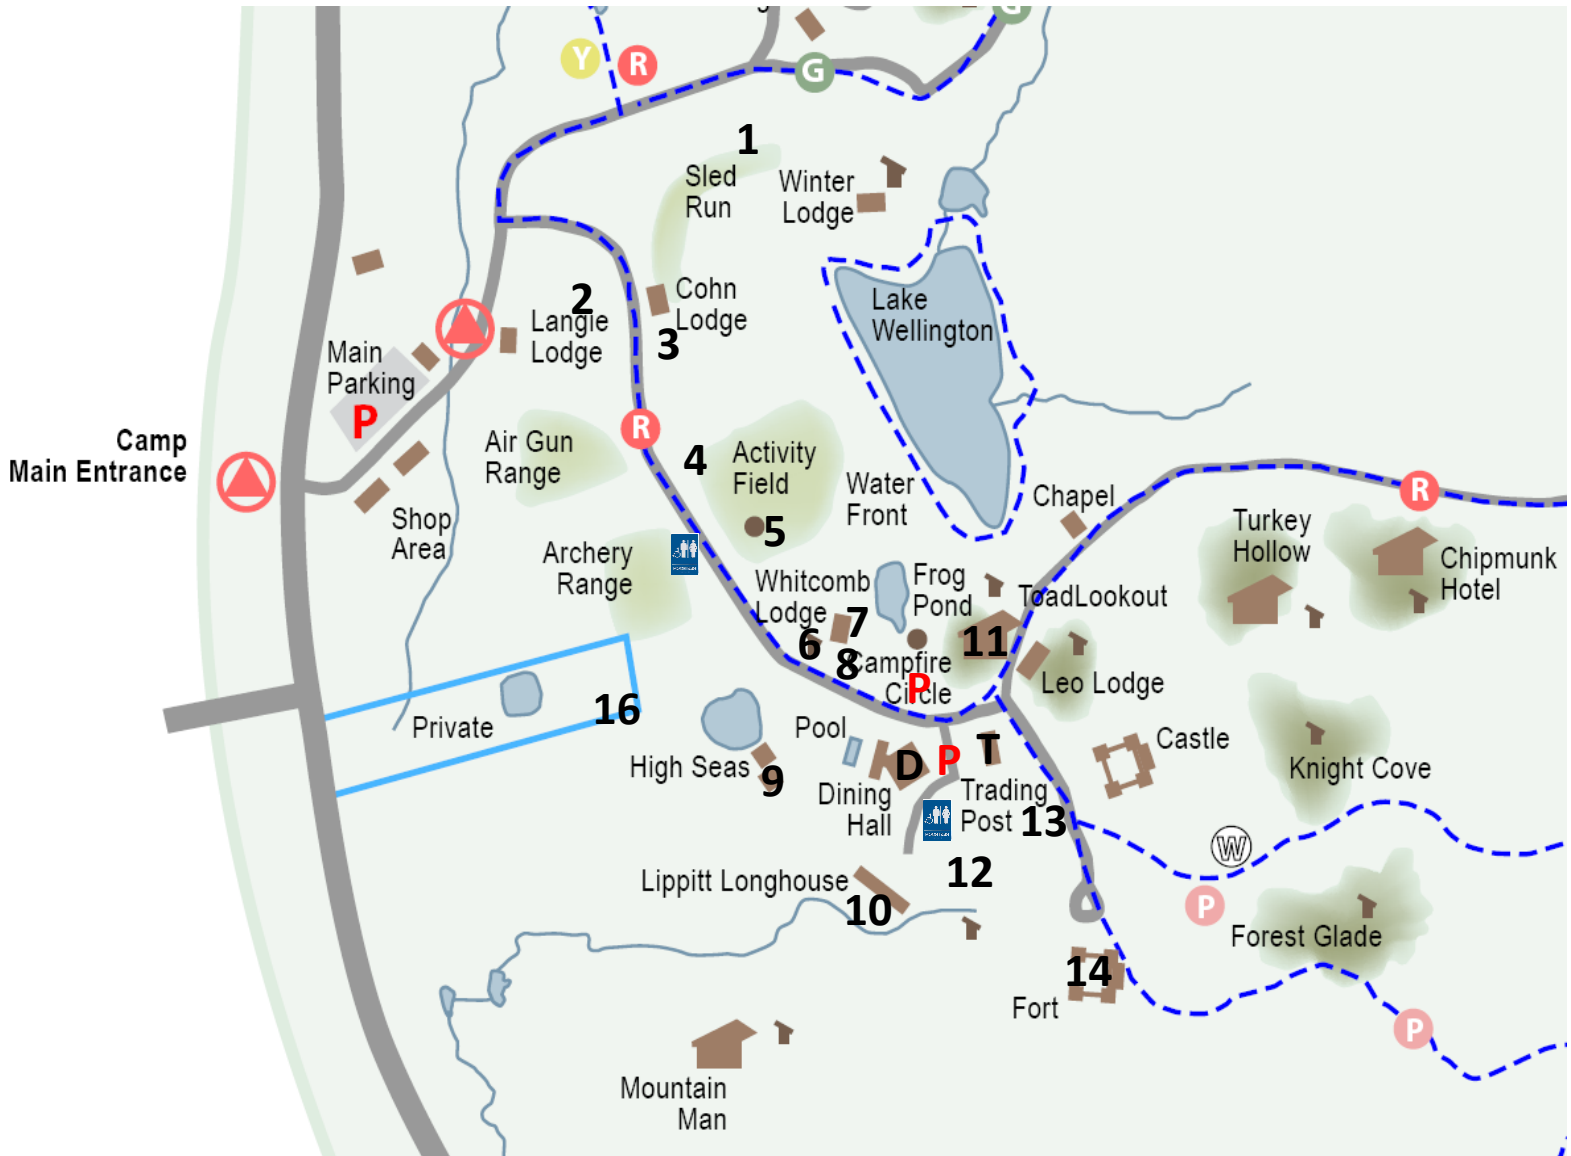 G
Y
R
G
1
Sled
Run
Winter
Lodge
2
Cohn
Lodge
3
Langie
Lodge
Lake
Wellington
Main
Parking
P
Camp
Main Entrance
R
Air Gun
Range
4
Activity
Field
5
Water
Front
Chapel
R
Turkey
Hollow
Chipmunk
Hotel
Shop
Area
Archery
Range
Whitcomb
Lodge
Frog
Pond
ToadLookout
6
7
8
11
Campfire
Circle
P
Leo Lodge
16
Private
High Seas
9
Pool
D
P
T
Dining
Hall
Trading
Post
13
Castle
Knight Cove
W
12
Lippitt Longhouse
10
P
Forest Glade
14
Fort
P
Mountain
Man